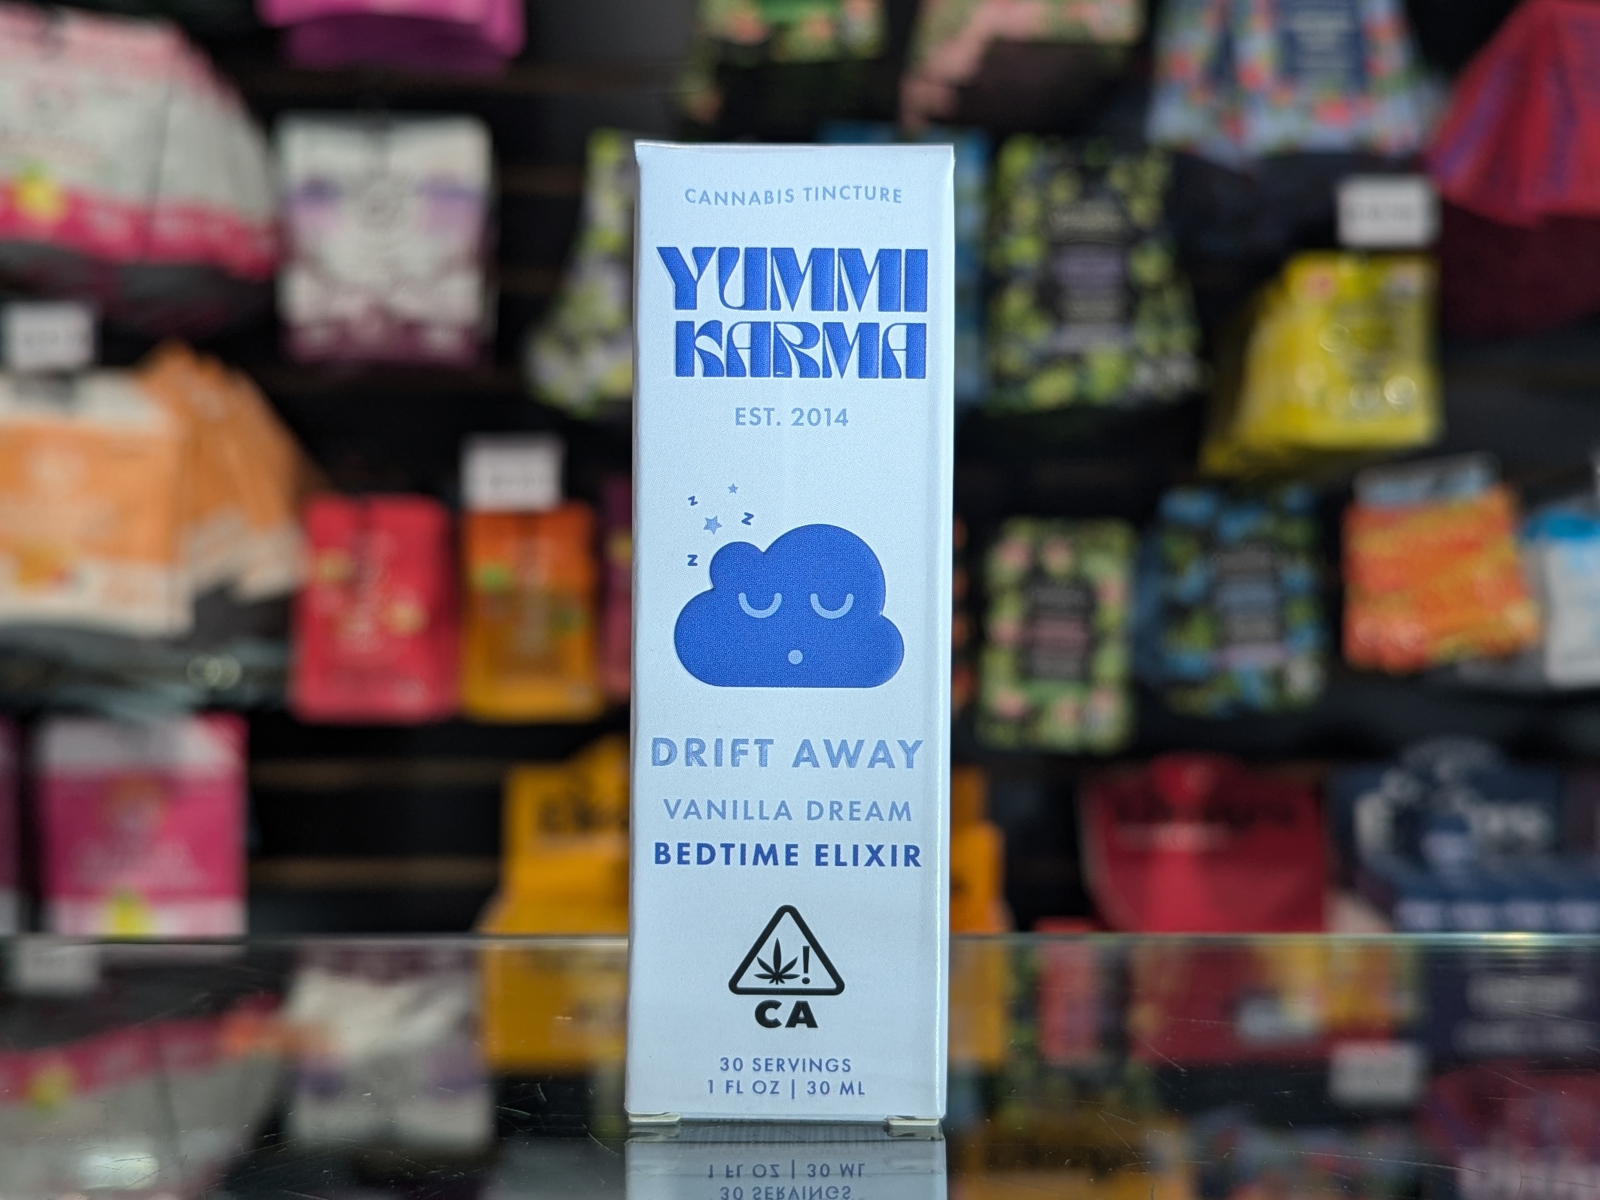 CANNABIS TINCTURE
YUMMI
KARMA
EST. 2014
z
z
z
DRIFT AWAY
VANILLA DREAM
BEDTIME ELIXIR
!
CA
30 SERVINGS
1 FL OZ | 30 ML